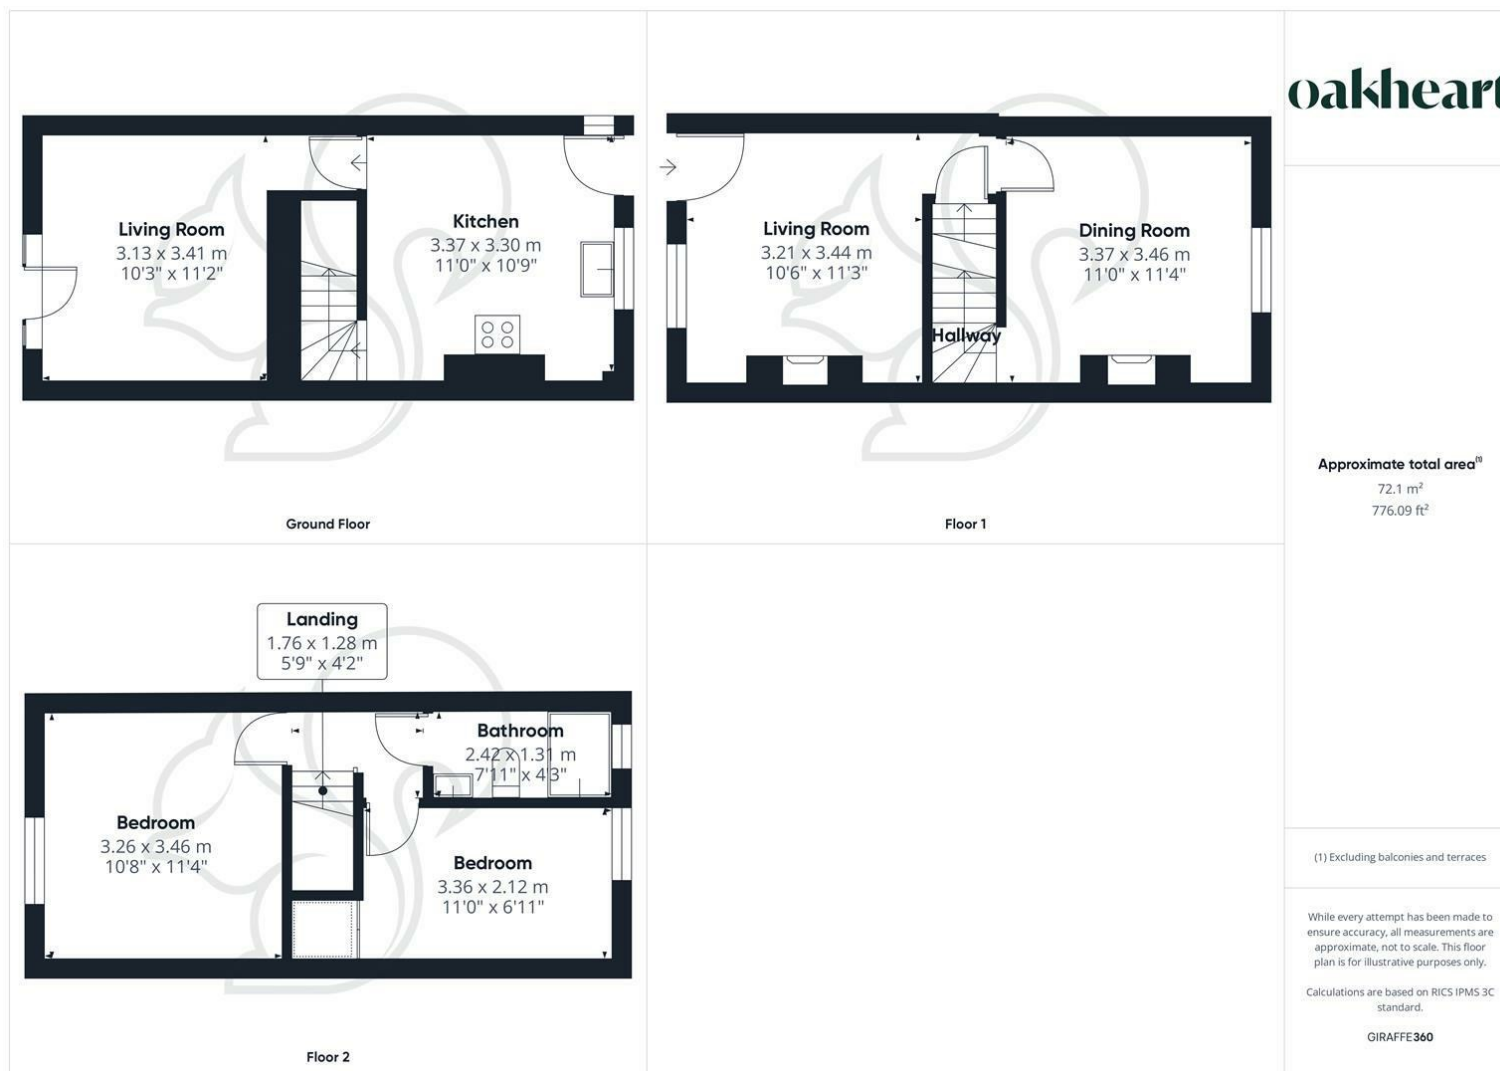 Living Room
3.13 x 3.41 m
10'3" x 11'2"
Kitchen
3.37 x 3.30 m
11'0" x 10'9"
Ground Floor
Living Room
3.21 x 3.44 m
10'6" x 11'3"
Hallway
Dining Room
3.37 x 3.46 m
11'0" x 11'4"
Floor 1
Landing
1.76 x 1.28 m
5'9" x 4'2"
Bathroom
2.42 x 1.31 m
7'11" x 4'3"
Bedroom
3.26 x 3.46 m
10'8" x 11'4"
Bedroom
3.36 x 2.12 m
11'0" x 6'11"
Floor 2
oakheart
Approximate total area(1)
72.1 m²
776.09 ft²
(1) Excluding balconies and terraces
While every attempt has been made to
ensure accuracy, all measurements are
approximate, not to scale. This floor
plan is for illustrative purposes only.
Calculations are based on RICS IPMS 3C
standard.
GIRAFFE360